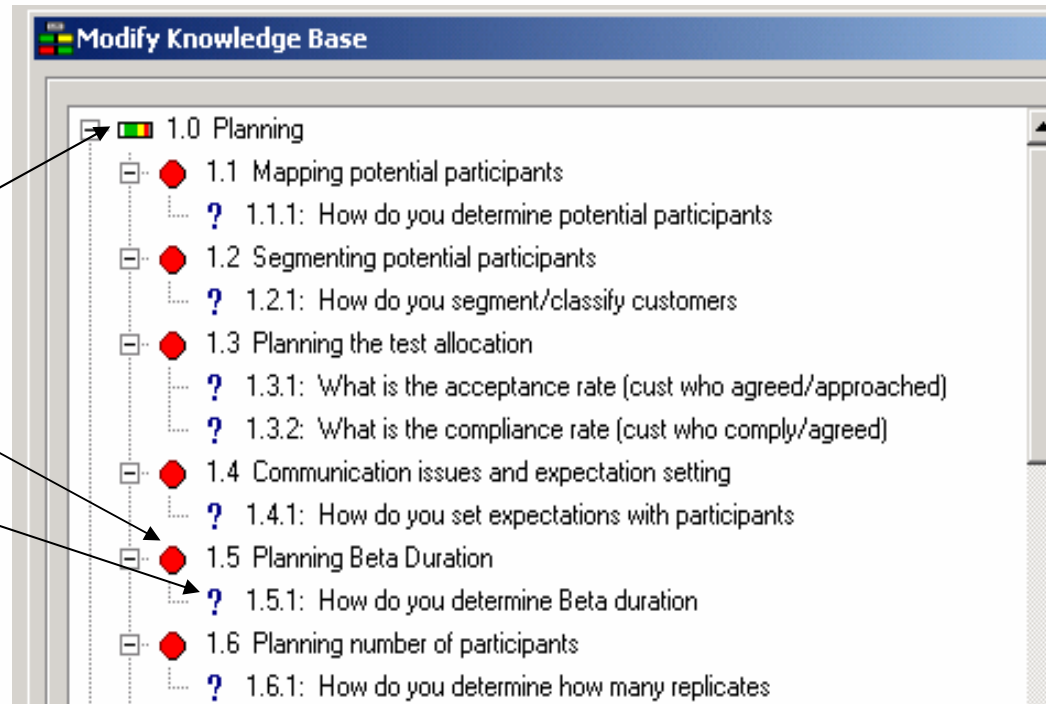 Modify Knowledge Base
1.0 Planning
1.1 Mapping potential participants
? 1.1.1: How do you determine potential participants
1.2 Segmenting potential participants
? 1.2.1: How do you segment/classify customers
1.3 Planning the test allocation
? 1.3.1: What is the acceptance rate (cust who agreed/approached)
? 1.3.2: What is the compliance rate (cust who comply/agreed)
1.4 Communication issues and expectation setting
? 1.4.1: How do you set expectations with participants
1.5 Planning Beta Duration
? 1.5.1: How do you determine Beta duration
1.6 Planning number of participants
? 1.6.1: How do you determine how many replicates